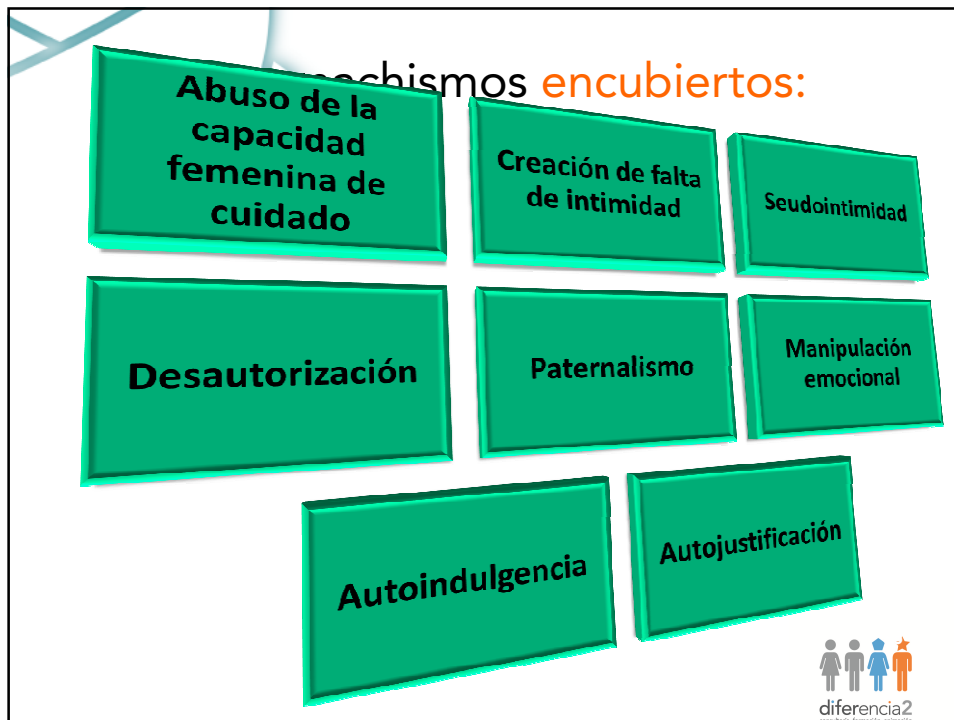 encubiertos:
Abuso de la
capacidad
femenina de
cuidado
Creación de falta
de intimidad
Seudointimidad
Desautorización
Paternalismo
Manipulación
emocional
Autoindulgencia
Autojustificación
diferencia2